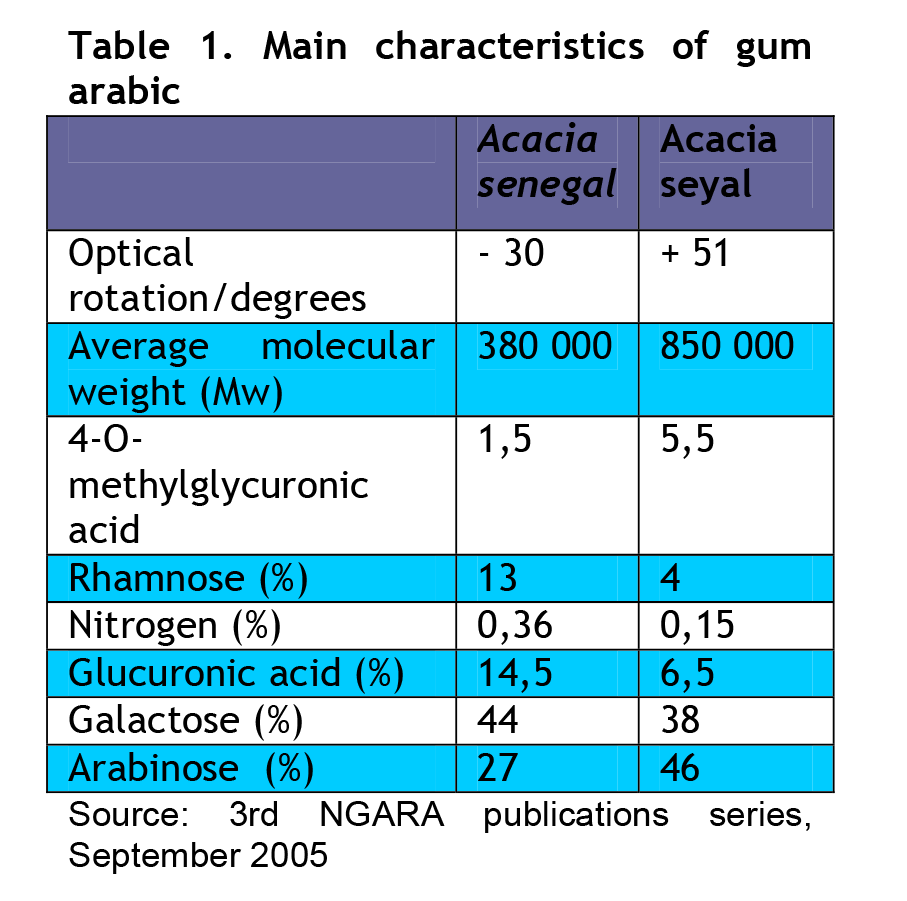 Table 1. Main characteristics of gum
arabic
Acacia
senegal
Acacia
seyal
Optical
rotation/degrees
- 30
+ 51
Average molecular
weight (Mw)
380 000
850 000
4-O-
methylglycuronic
acid
1,5
5,5
Rhamnose (%)
13
4
Nitrogen (%)
0,36
0,15
Glucuronic acid (%)
14,5
6,5
Galactose (%)
44
38
Arabinose (%)
27
46
Source: 3rd NGARA publications series,
September 2005